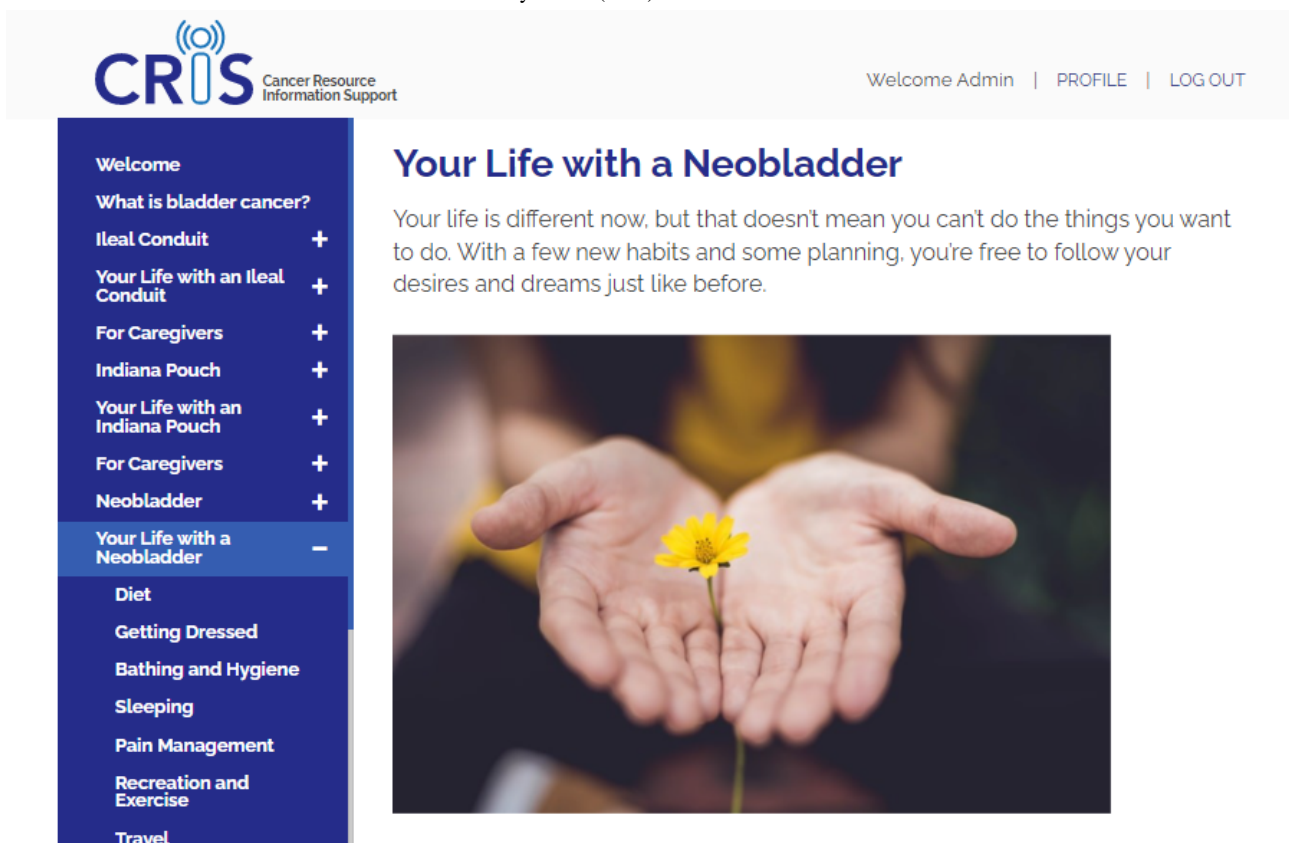 CRIS Cancer Resource
Information Support
Welcome Admin | PROFILE | LOG OUT
Welcome
What is bladder cancer?
Ileal Conduit +
Your Life with an Ileal
Conduit +
For Caregivers +
Indiana Pouch +
Your Life with an
Indiana Pouch +
For Caregivers +
Neobladder +
Your Life with a
Neobladder −
Diet
Getting Dressed
Bathing and Hygiene
Sleeping
Pain Management
Recreation and
Exercise
Travel
Your Life with a Neobladder
Your life is different now, but that doesn't mean you can't do the things you want
to do. With a few new habits and some planning, you're free to follow your
desires and dreams just like before.